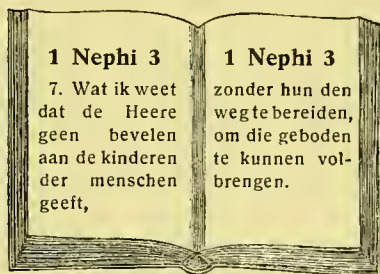 1 Nephi 3
7. Wat ik weet
dat de Heere
geen bevelen
aan de kinderen
der menschen
geeft,
1 Nephi 3
zonder hun den
weg te bereiden,
om die geboden
te kunnen vol-
brengen.